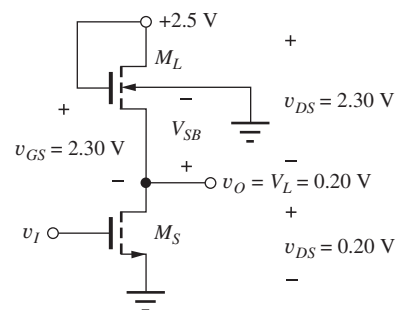 +2.5 V
+
M_L
+
−
v_DS = 2.30 V
V_SB
v_GS = 2.30 V
+
−
−
v_O = V_L = 0.20 V
+
v_I
M_S
v_DS = 0.20 V
−